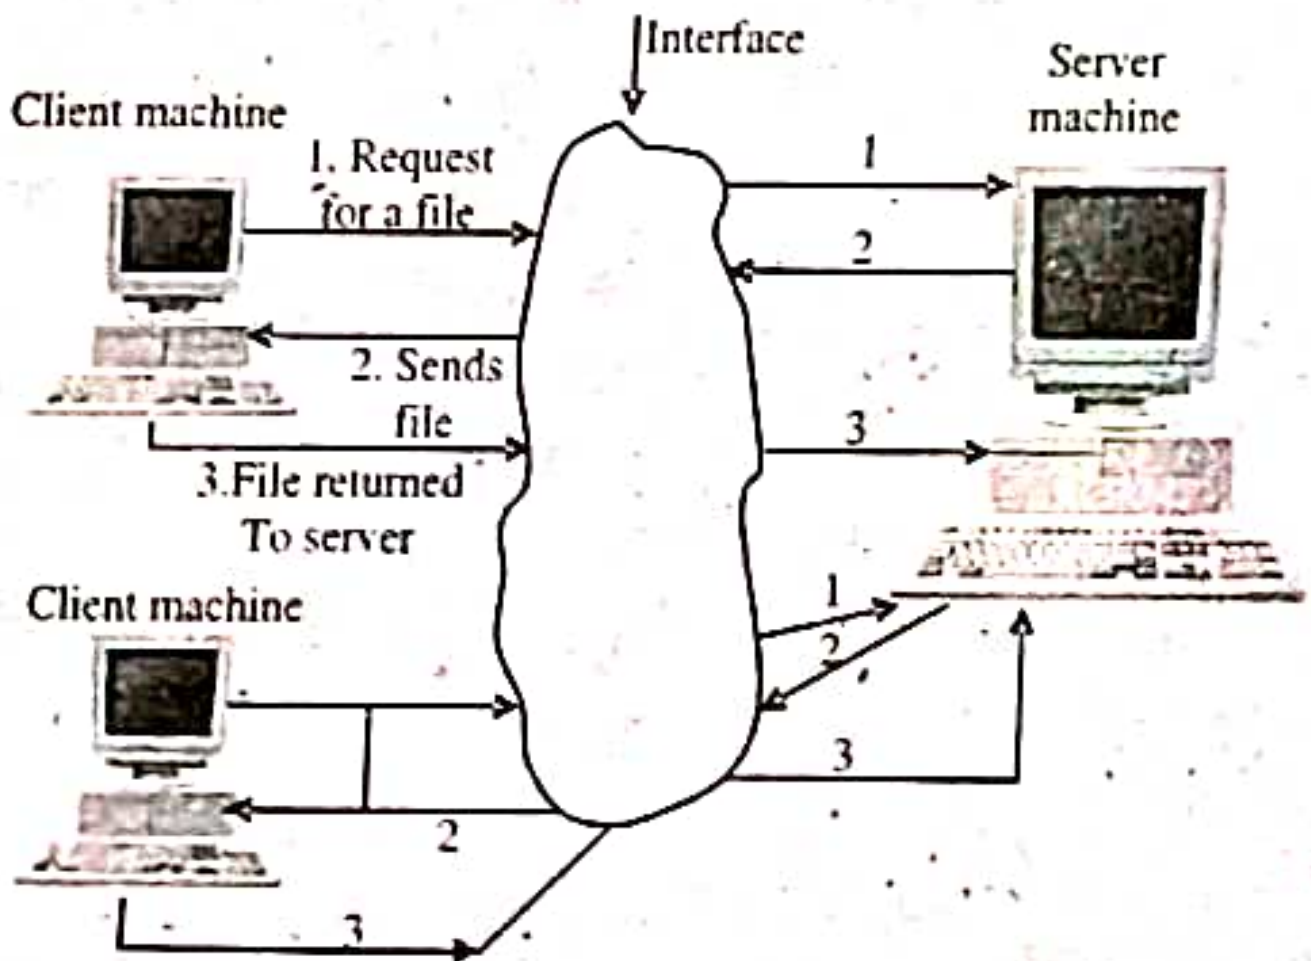 Interface
Server
machine
Client machine
1. Request
for a file
1
2
2. Sends
file
3
3.File returned
To server
Client machine
1
2
3
2
3